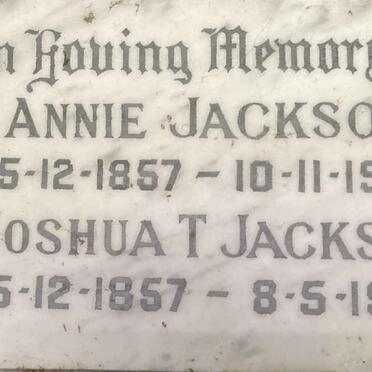 n Loving Memory
ANNIE JACKSO
5-12-1857 - 10-11-19
OSHUA T JACKS
5-12-1857 - 8-5-19